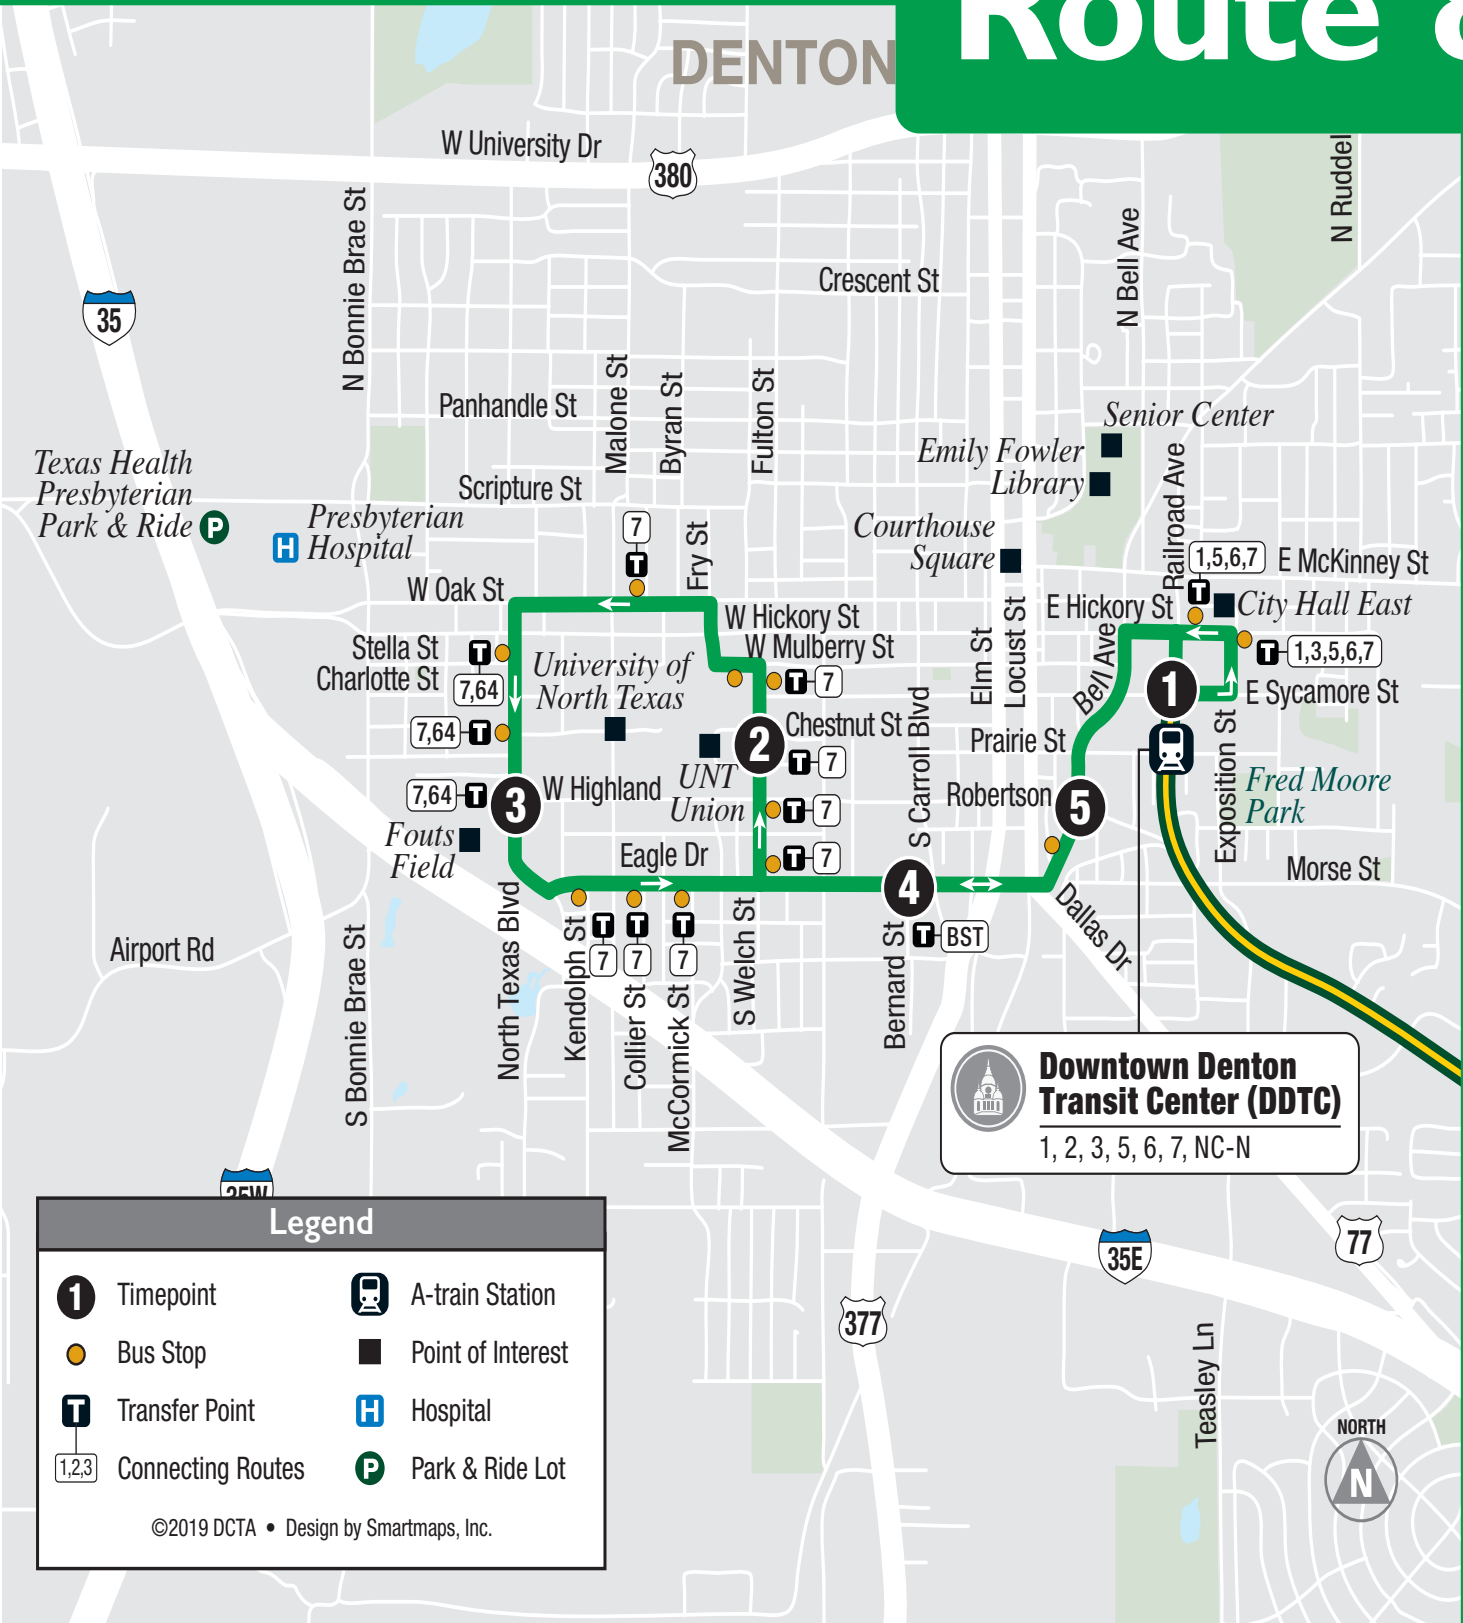 Route
DENTON
W University Dr
380
N Ruddel
N Bonnie Brae St
N Bell Ave
35
Crescent St
Malone St
Byran St
Fulton St
Panhandle St
Senior Center
Emily Fowler
Library
Railroad Ave
Texas Health
Presbyterian
Park & Ride
P
Scripture St
H
Presbyterian
Hospital
7
T
Fry St
Courthouse
Square
1,5,6,7
T
E McKinney St
W Oak St
W Hickory St
W Mulberry St
E Hickory St
City Hall East
Stella St
T
Charlotte St
7,64
University of
North Texas
T
7
Elm St
Locust St
Bell Ave
T
1,3,5,6,7
1
E Sycamore St
7,64
T
2
Chestnut St
T
7
S Carroll Blvd
Prairie St
Exposition St
UNT
Union
7,64
T
3
W Highland
T
7
Robertson
5
Fred Moore
Park
Fouts
Field
Eagle Dr
T
7
4
Morse St
Airport Rd
S Bonnie Brae St
North Texas Blvd
Kendolph St
T
7
Collier St
T
7
McCormick St
T
7
S Welch St
Bernard St
T
BST
Dallas Dr
Downtown Denton
Transit Center (DDTC)
1, 2, 3, 5, 6, 7, NC-N
35W
35E
77
377
Teasley Ln
Legend
1
Timepoint
A-train Station
Bus Stop
Point of Interest
T
Transfer Point
H
Hospital
1,2,3
Connecting Routes
P
Park & Ride Lot
©2019 DCTA • Design by Smartmaps, Inc.
NORTH
N